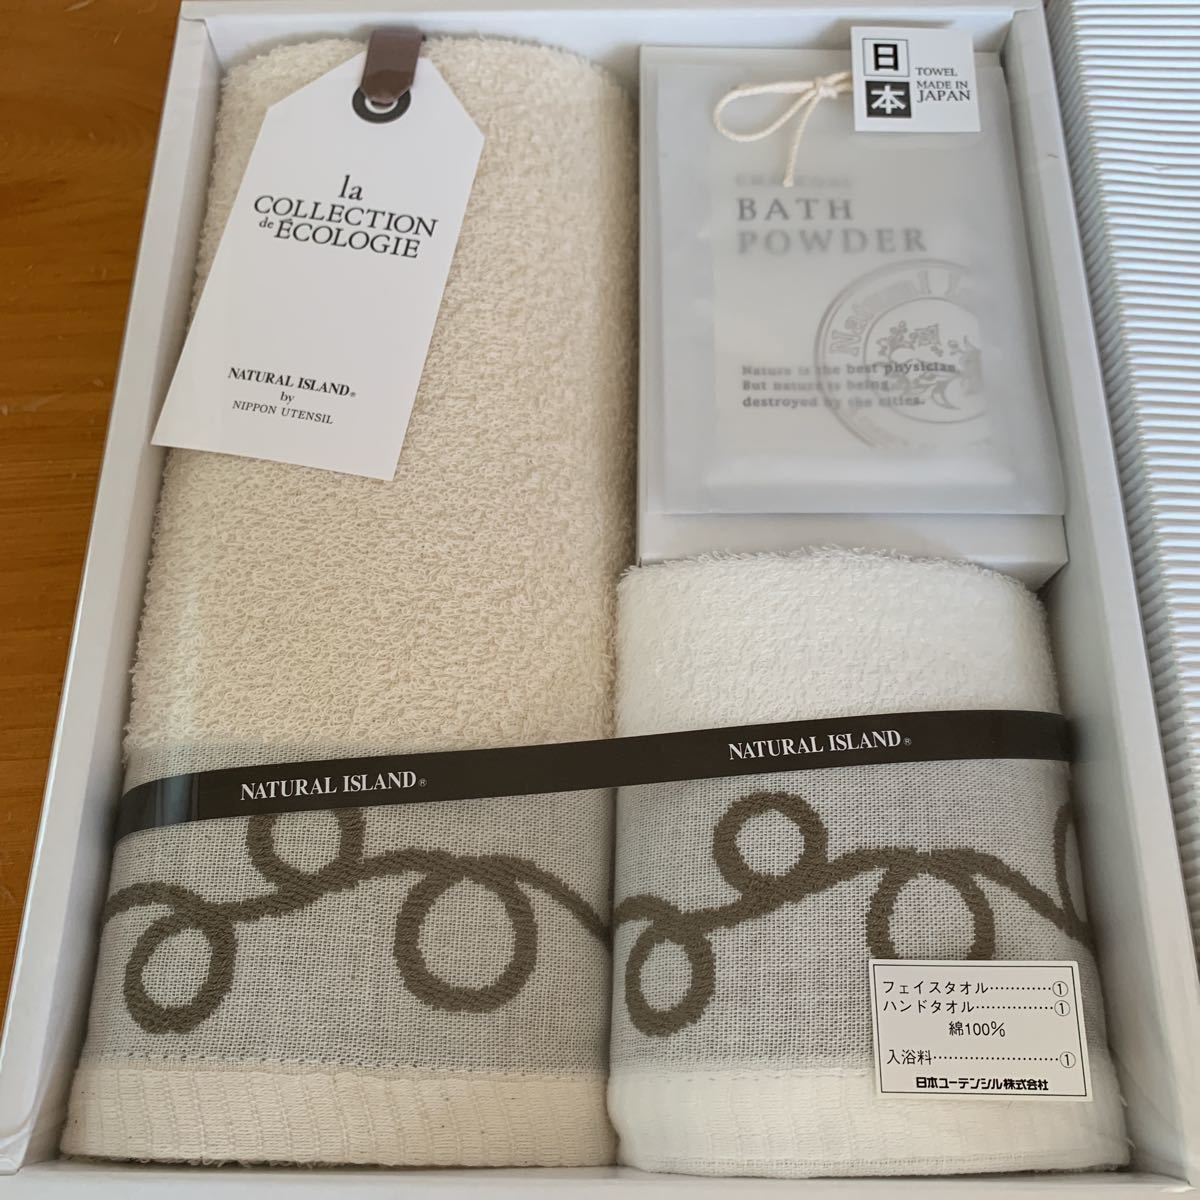 la
COLLECTION
de ÉCOLOGIE
NATURAL ISLAND®
by
NIPPON UTENSIL
日本
TOWEL
MADE IN
JAPAN
CHARCOAL
BATH
POWDER
Natural
Nature is the best physician.
But nature is being
destroyed by the cities.
NATURAL ISLAND®
NATURAL ISLAND®
フェイスタオル…………①
ハンドタオル……………①
綿100%
入浴料……………………①
日本ユーテンシル株式会社